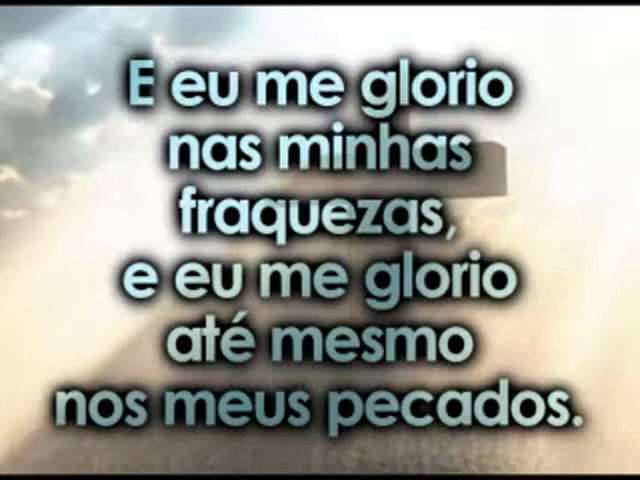 E eu me glorio
nas minhas
fraquezas,
e eu me glorio
até mesmo
nos meus pecados.